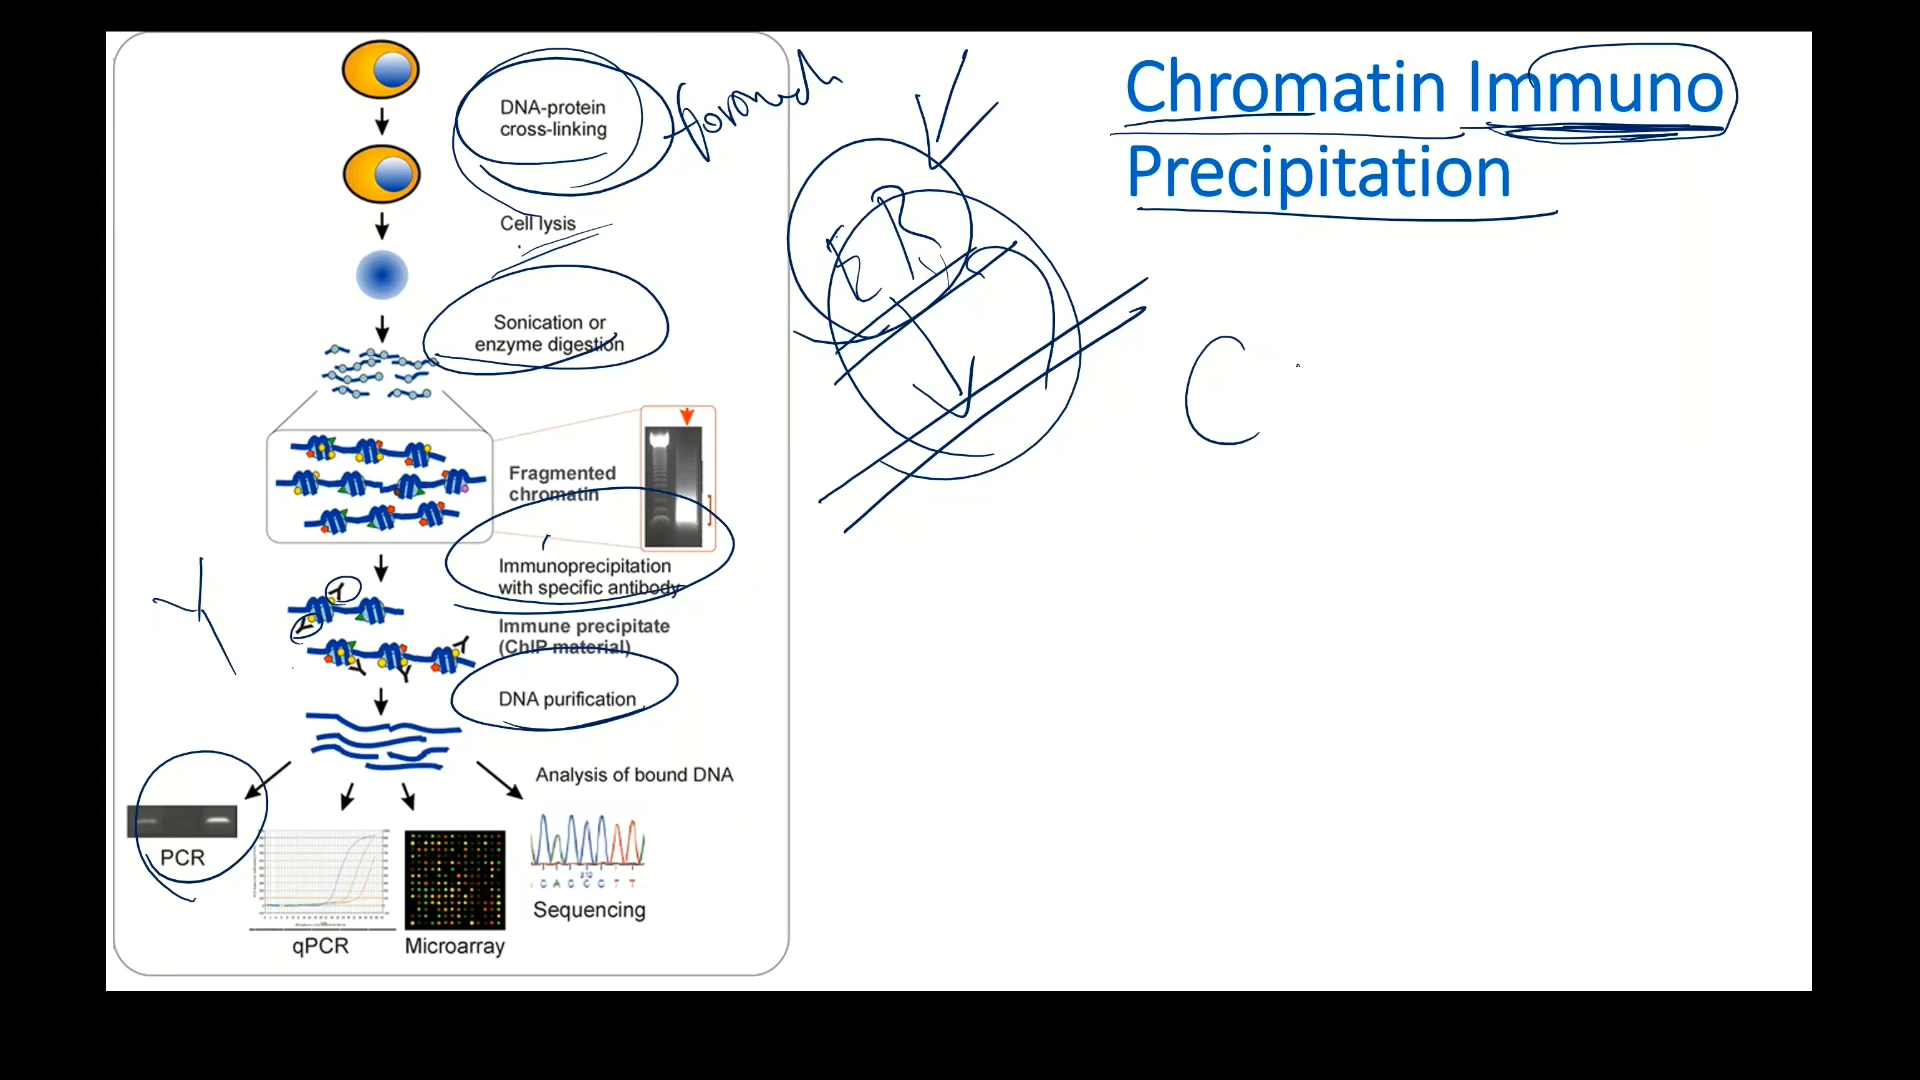 Chromatin Immuno
Precipitation
DNA-protein
cross-linking
Cell lysis
Sonication or
enzyme digestion
Fragmented
chromatin
Immunoprecipitation
with specific antibody
Immune precipitate
(ChIP material)
DNA purification
Analysis of bound DNA
PCR
qPCR
Microarray
C A C C C T T
Sequencing
ER
C